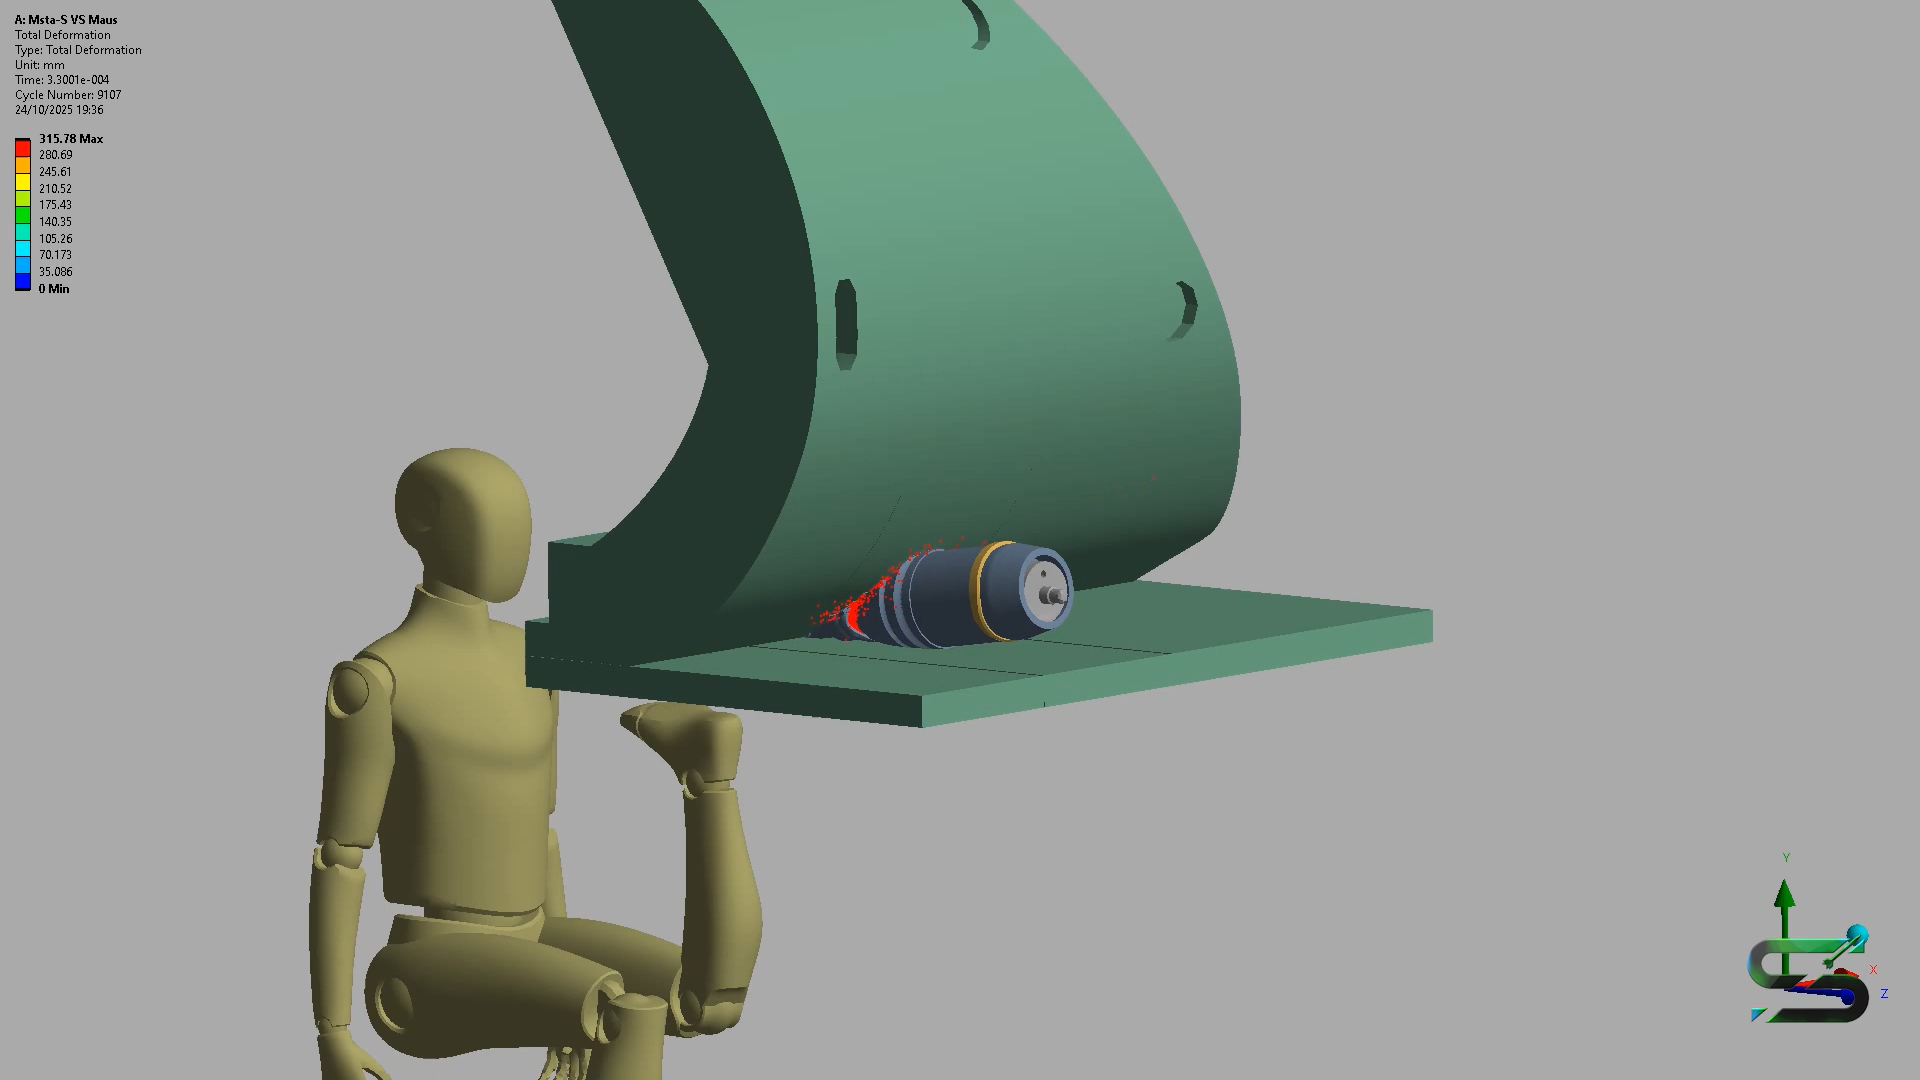 A: Msta-S VS Maus
Total Deformation
Type: Total Deformation
Unit: mm
Time: 3.3001e-004
Cycle Number: 9107
24/10/2025 19:36
315.78 Max
280.69
245.61
210.52
175.43
140.35
105.26
70.173
35.086
0 Min
Y
X
Z